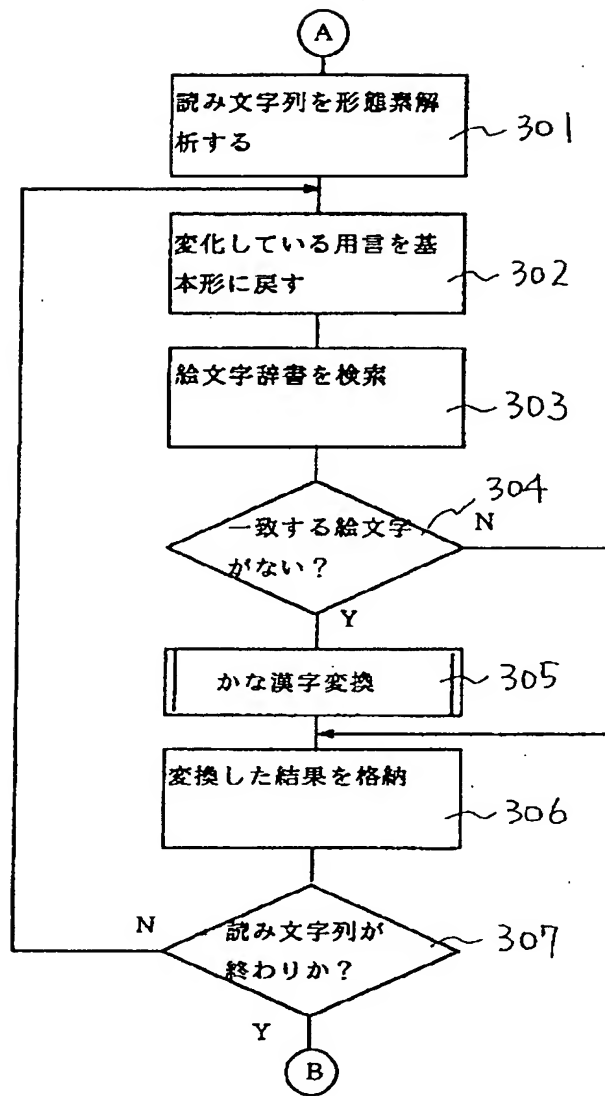 A
読み文字列を形態素解
析する
301
変化している用言を基
本形に戻す
302
絵文字辞書を検索
303
304
一致する絵文字
がない？
N
Y
かな漢字変換
305
変換した結果を格納
306
N
読み文字列が
終わりか？
307
Y
B